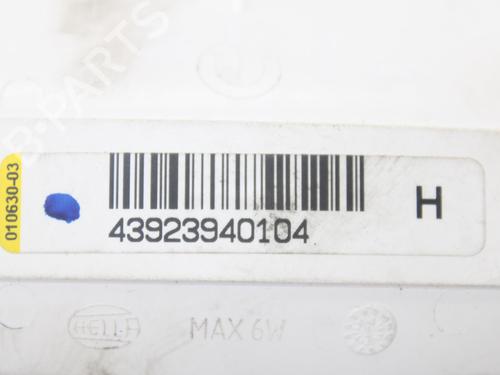 B-PARTS
010630-03
43923940104
H
HELLA
MAX 6W